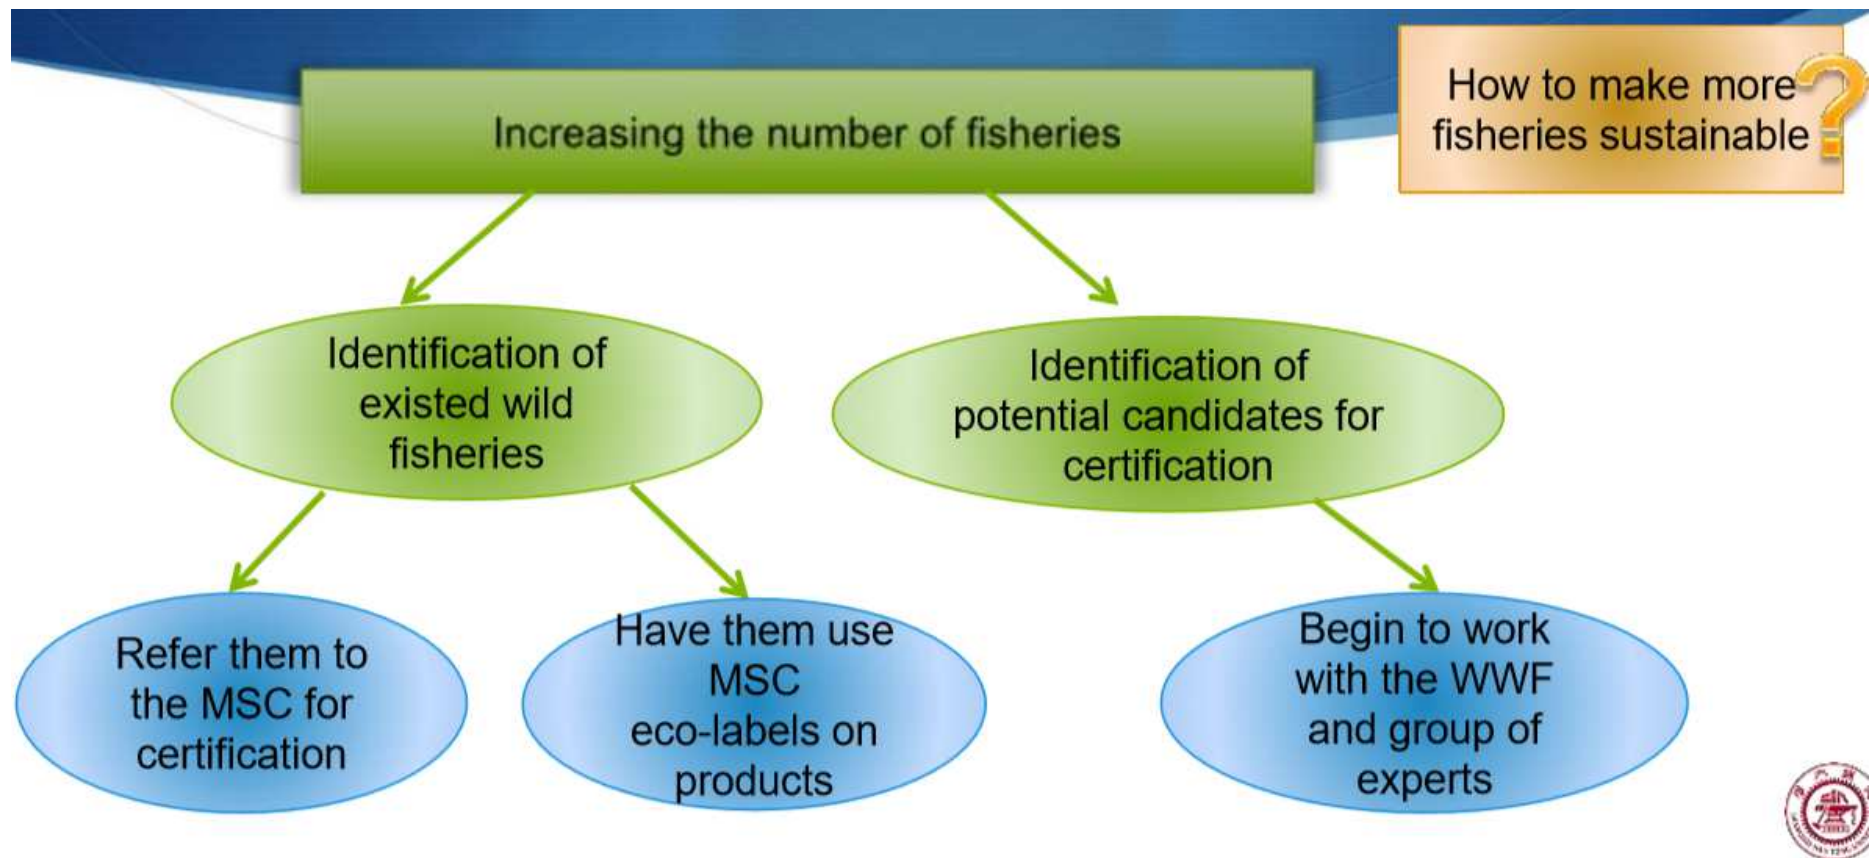 Increasing the number of fisheries
How to make more
fisheries sustainable
?
Identification of
existed wild
fisheries
Identification of
potential candidates for
certification
Refer them to
the MSC for
certification
Have them use
MSC
eco-labels on
products
Begin to work
with the WWF
and group of
experts